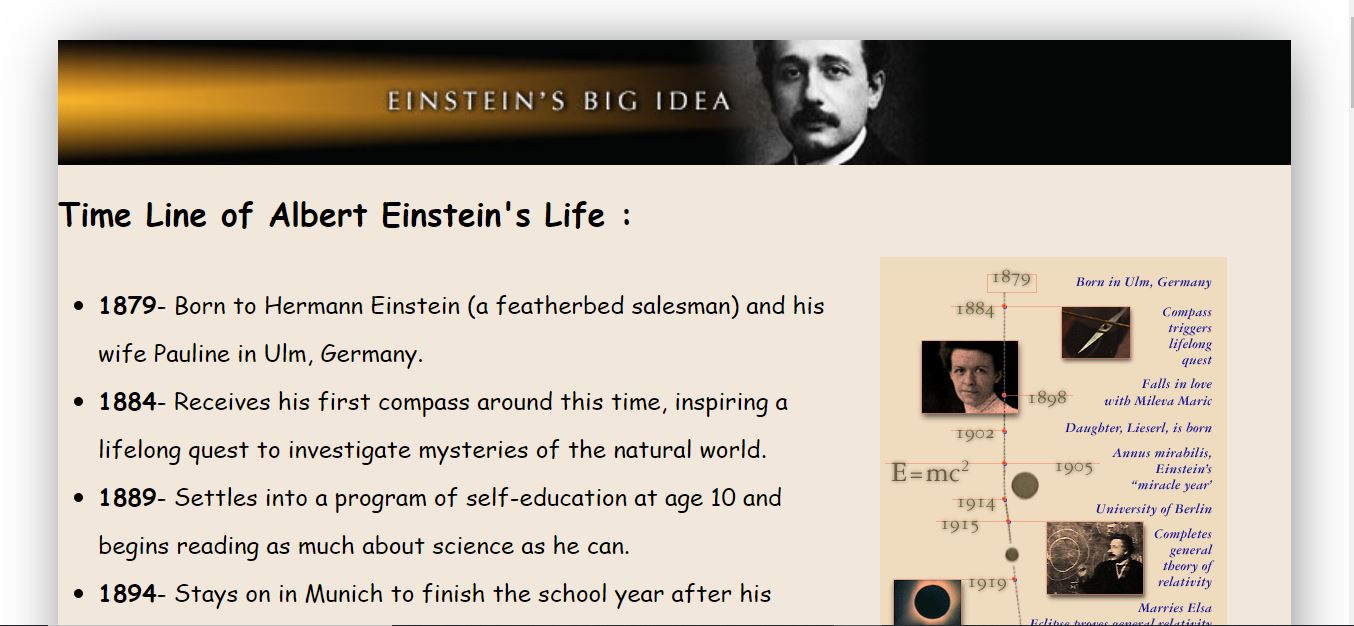 EINSTEIN'S BIG IDEA
Time Line of Albert Einstein's Life :
• 1879- Born to Hermann Einstein (a featherbed salesman) and his
wife Pauline in Ulm, Germany.
• 1884- Receives his first compass around this time, inspiring a
lifelong quest to investigate mysteries of the natural world.
• 1889- Settles into a program of self-education at age 10 and
begins reading as much about science as he can.
• 1894- Stays on in Munich to finish the school year after his
1879
Born in Ulm, Germany
1884
Compass
triggers
lifelong
quest
Falls in love
1898
with Mileva Maric
1902
Daughter, Lieserl, is born
Annus mirabilis,
E=mc²
1905
Einstein's
"miracle year'
1914
University of Berlin
1915
Completes
general
theory of
relativity
1919
Marries Elsa
Eclipse proves general relativity